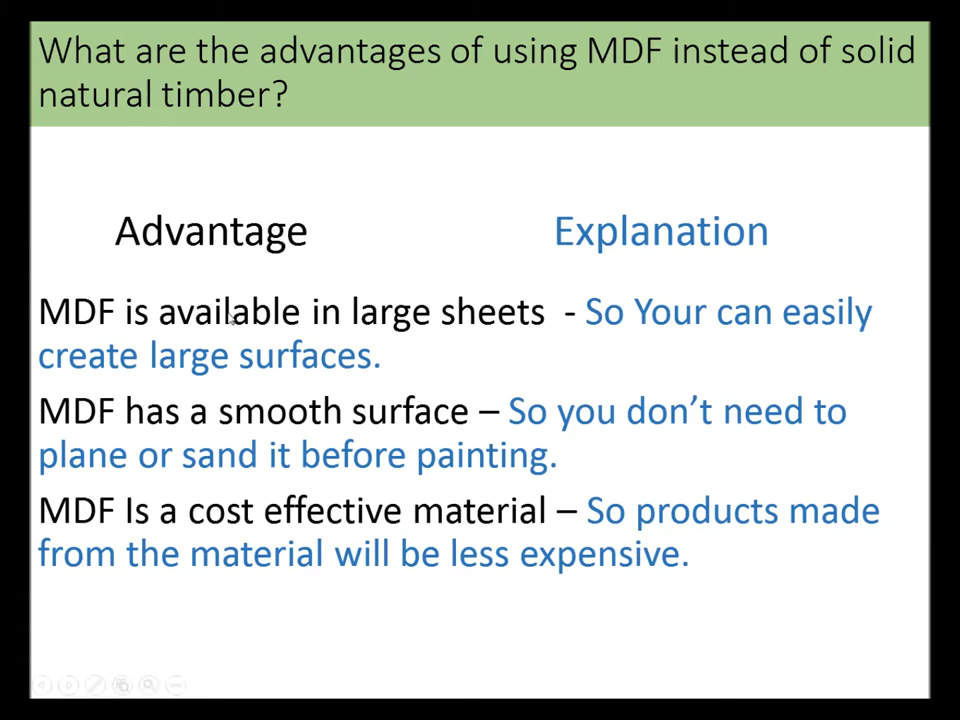 What are the advantages of using MDF instead of solid
natural timber?
Advantage
Explanation
MDF is available in large sheets - So Your can easily
create large surfaces.
MDF has a smooth surface – So you don’t need to
plane or sand it before painting.
MDF Is a cost effective material – So products made
from the material will be less expensive.